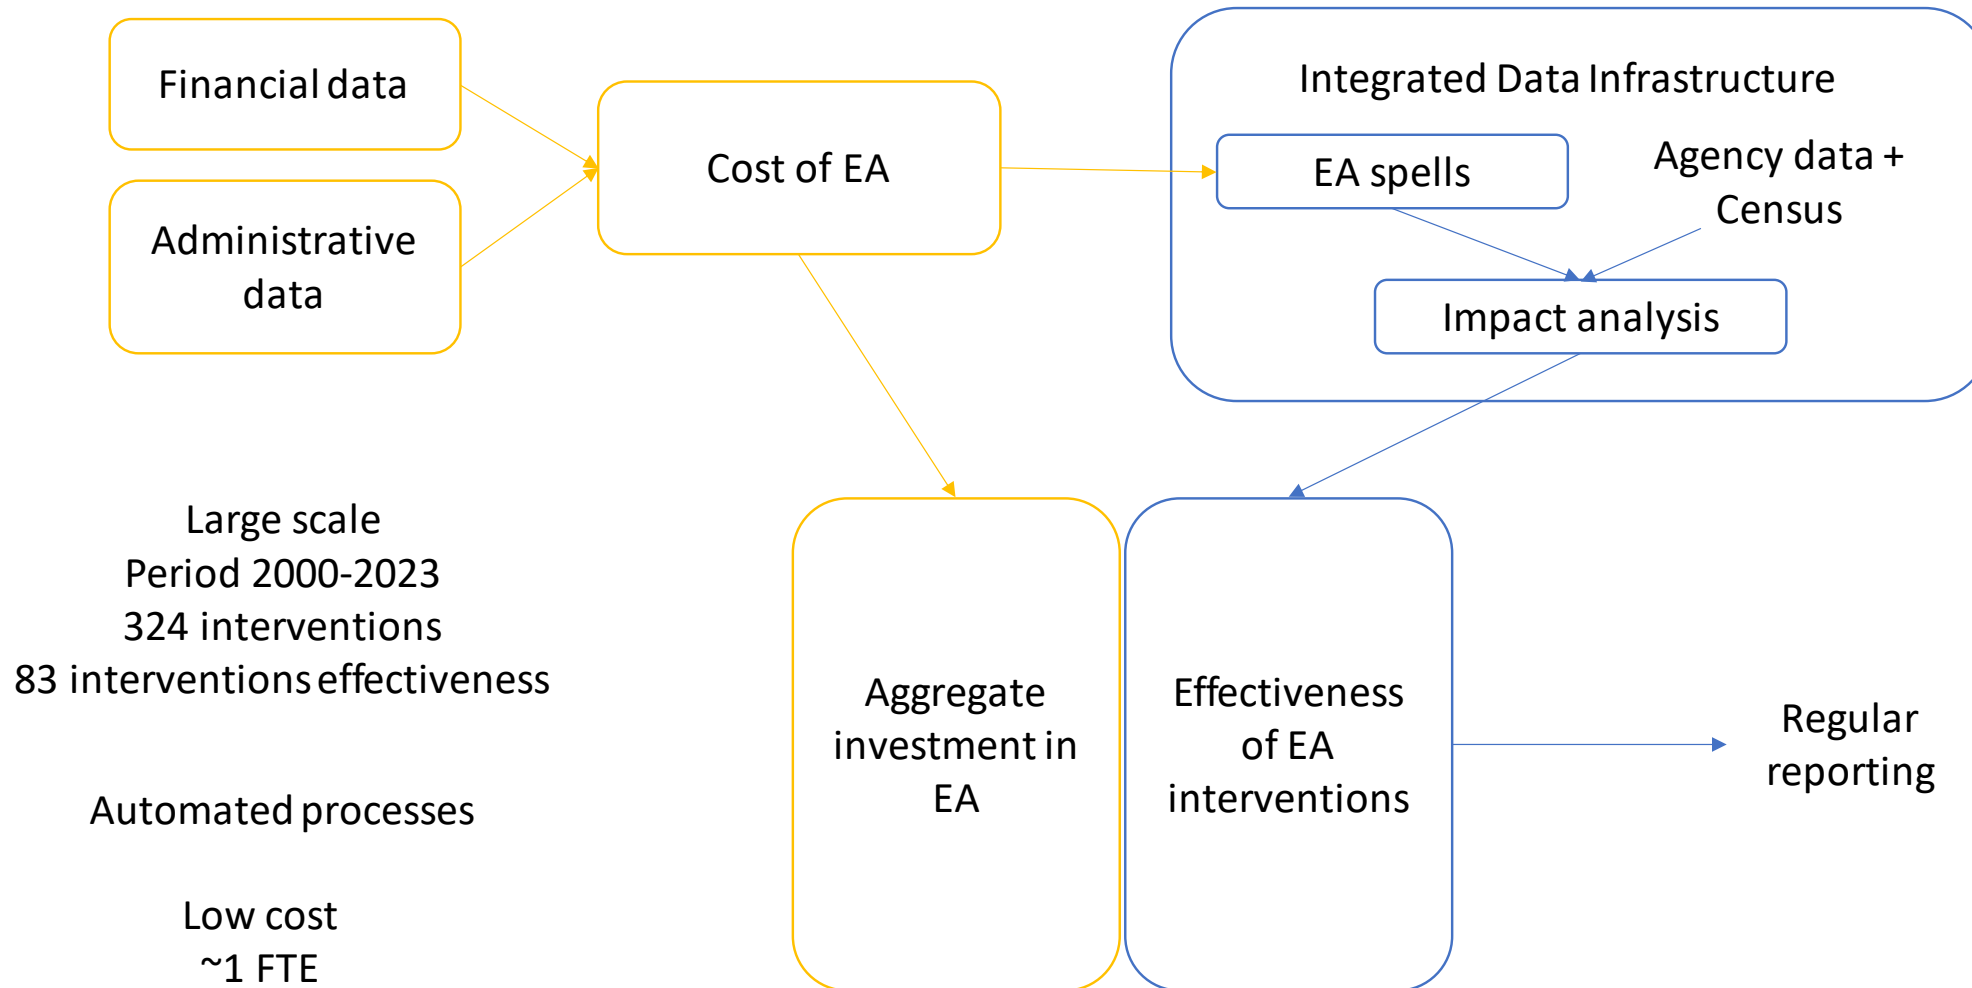 Financial data
Administrative
data
Cost of EA
Integrated Data Infrastructure
EA spells
Agency data +
Census
Impact analysis
Large scale
Period 2000-2023
324 interventions
83 interventions effectiveness
Automated processes
Low cost
~1 FTE
Aggregate
investment in
EA
Effectiveness
of EA
interventions
Regular
reporting